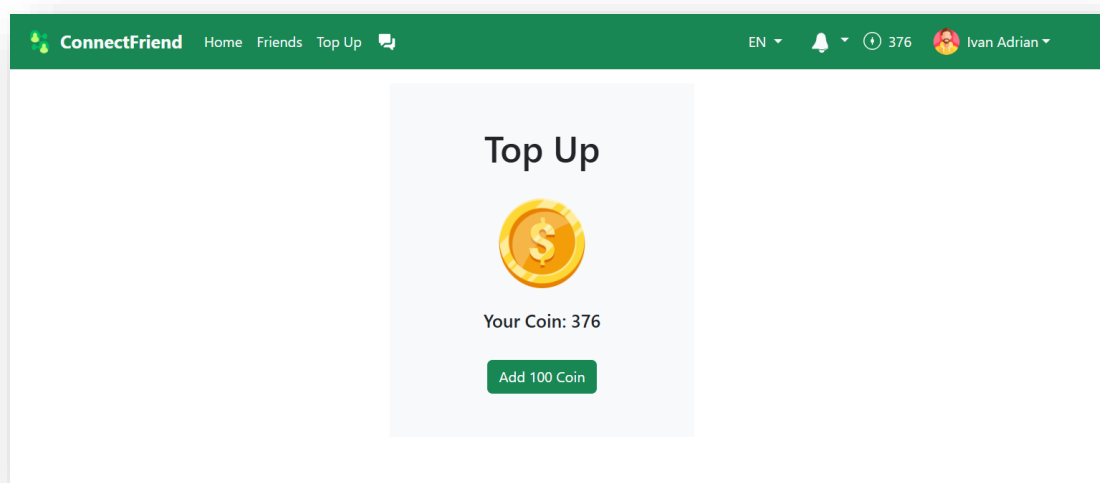 ConnectFriend Home Friends Top Up EN 376 Ivan Adrian
Top Up
$
Your Coin: 376
Add 100 Coin